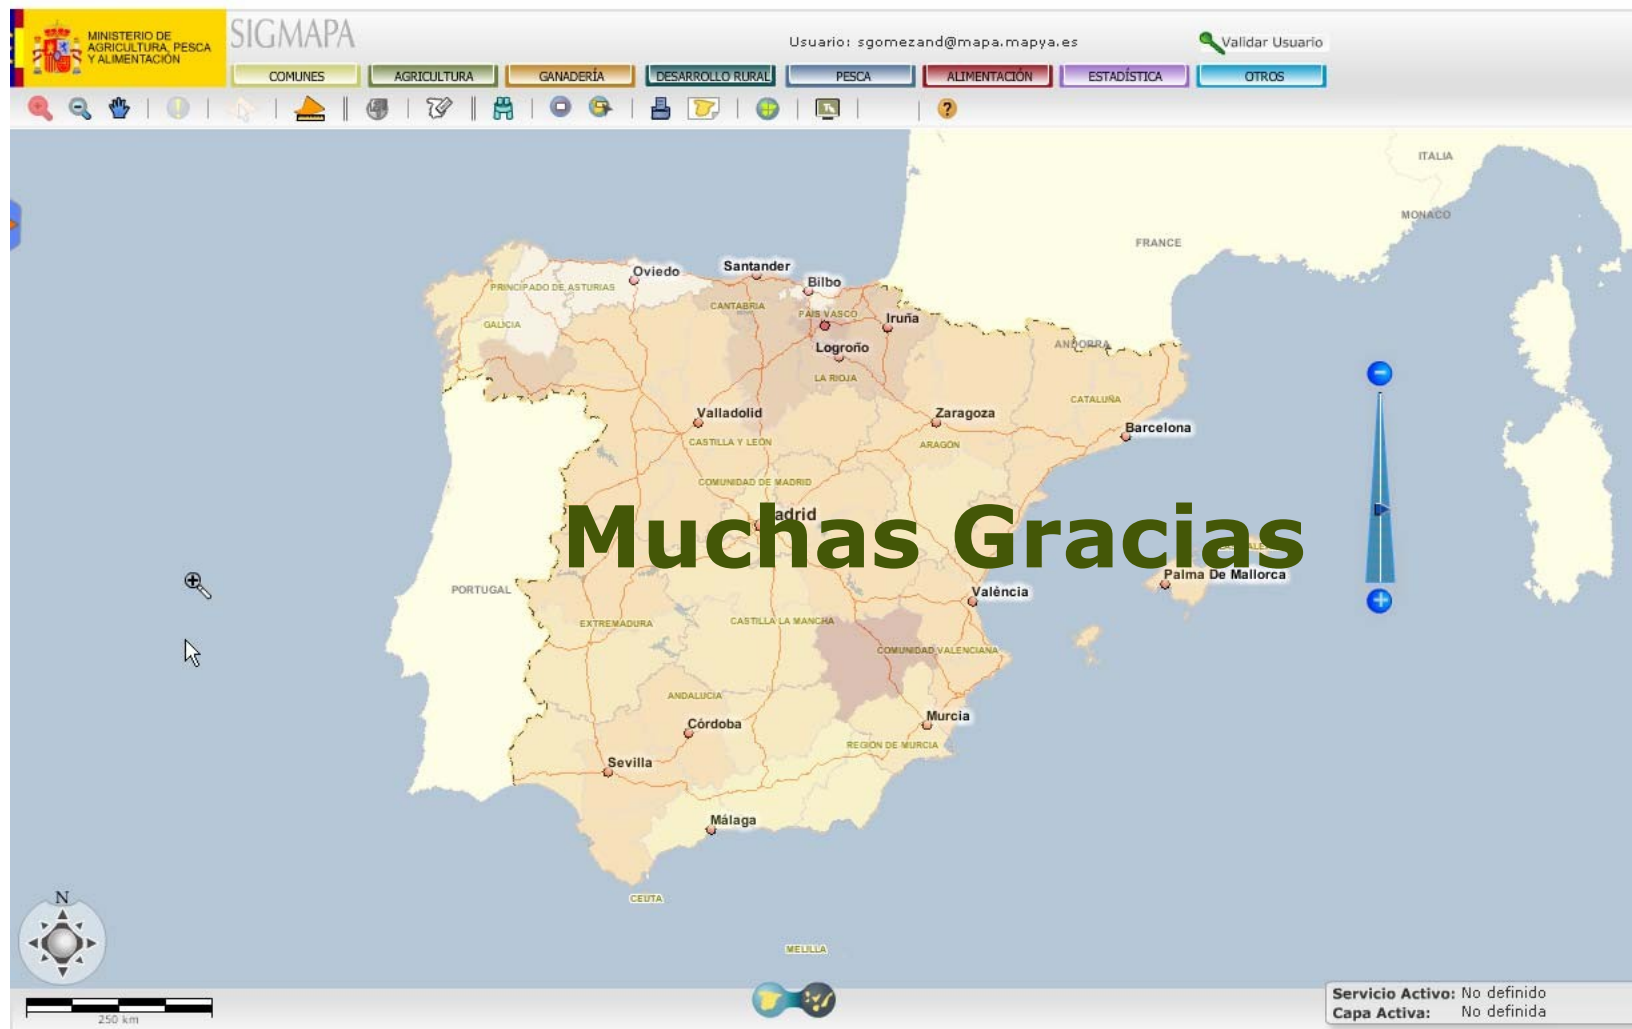 MINISTERIO DE
AGRICULTURA, PESCA
Y ALIMENTACIÓN
SIGMAPA
Usuario: sgomezand@mapa.mapya.es
Validar Usuario
COMUNES
AGRICULTURA
GANADERÍA
DESARROLLO RURAL
PESCA
ALIMENTACIÓN
ESTADÍSTICA
OTROS
ITALIA
MONACO
FRANCE
Oviedo
Santander
Bilbo
PRINCIPADO DE ASTURIAS
CANTABRIA
PAIS VASCO
Iruña
GALICIA
Logroño
ANDORRA
LA RIOJA
CATALUÑA
Valladolid
Zaragoza
Barcelona
CASTILLA Y LEÓN
ARAGÓN
COMUNIDAD DE MADRID
adrid
Muchas Gracias
Palma De Mallorca
PORTUGAL
València
EXTREMADURA
CASTILLA LA MANCHA
COMUNIDAD VALENCIANA
ANDALUCIA
Córdoba
Murcia
REGIÓN DE MURCIA
Sevilla
Málaga
CEUTA
N
MELILLA
250 km
Servicio Activo: No definido
Capa Activa: No definida